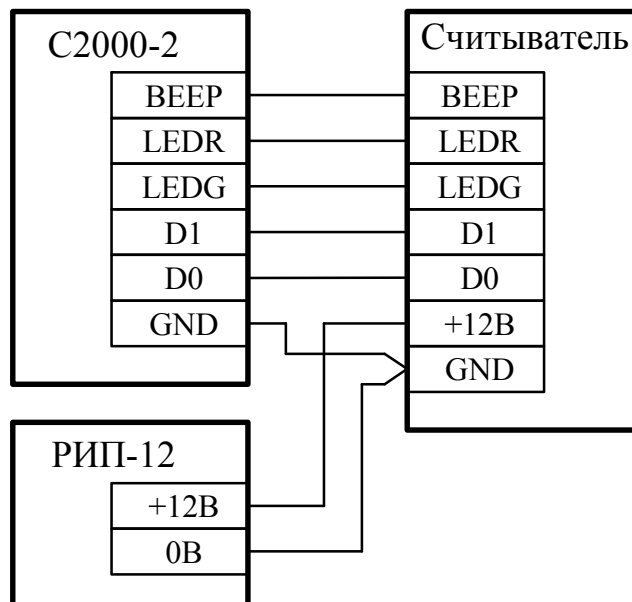 С2000-2
BEEP
LEDR
LEDG
D1
D0
GND
Считыватель
BEEP
LEDR
LEDG
D1
D0
+12В
GND
РИП-12
+12В
0В